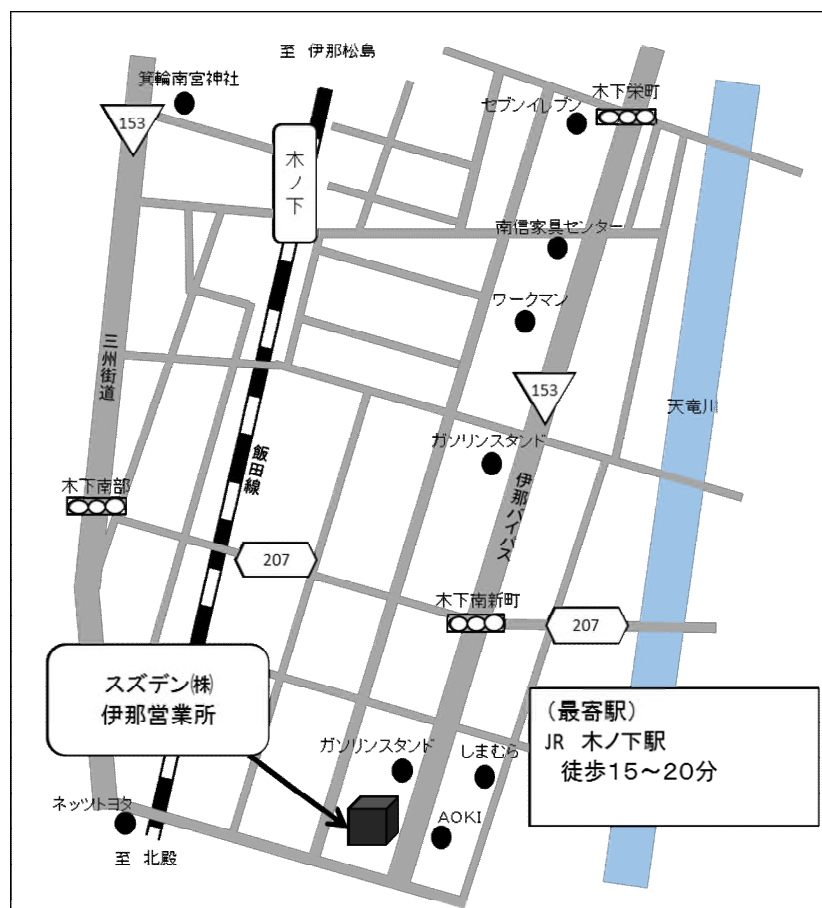 至 伊那松島
箕輪南宮神社
153
木ノ下
セブンイレブン
木下栄町
南信家具センター
ワークマン
三州街道
153
天竜川
ガソリンスタンド
飯田線
伊那バイパス
木下南部
207
木下南新町
207
スズデン㈱
伊那営業所
(最寄駅)
JR 木ノ下駅
徒歩15～20分
ガソリンスタンド
しまむら
ネッツトヨタ
AOKI
至 北殿